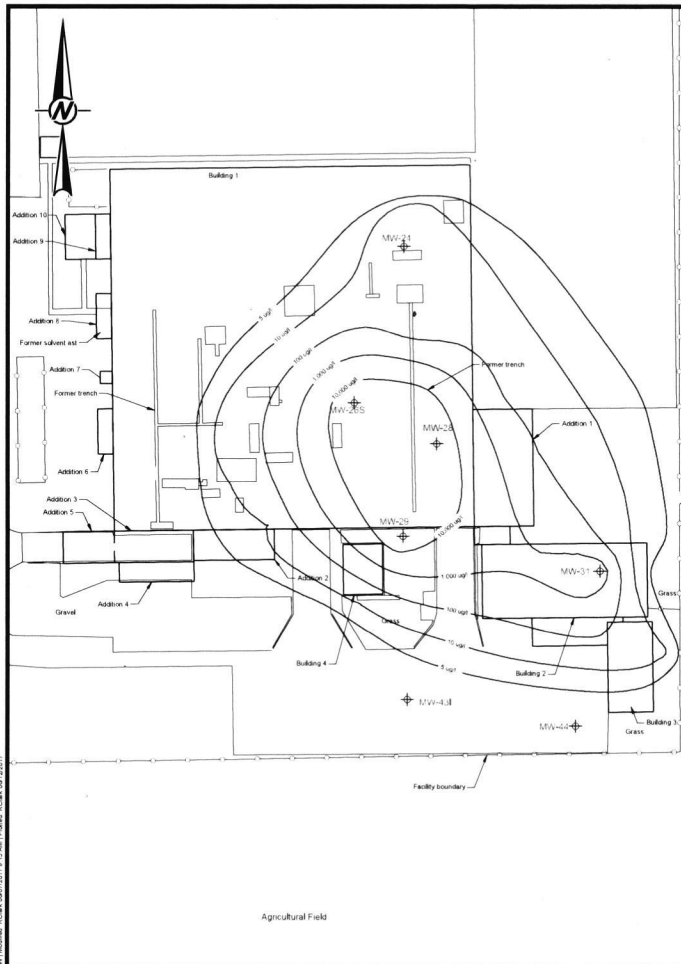 N
Building 1
Addition 10
Addition 9
MW-24
Addition 8
Former solvent ast
5 ug/l
10 ug/l
100 ug/l
1,000 ug/l
10,000 ug/l
Former trench
Addition 7
Former trench
MW-26S
MW-28
Addition 1
Addition 6
Addition 3
Addition 5
MW-29
10,000 ug/l
Addition 2
1,000 ug/l
MW-31
Addition 4
Gravel
100 ug/l
Grass
Grass
10 ug/l
5 ug/l
Building 4
Building 2
Building 3
Grass
MW-43I
MW-44
Facility boundary
Agricultural Field